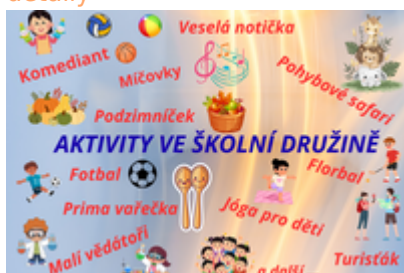 detaily
Veselá notička
Komediant
Míčovky
Pohybové safari
Podzimníček
AKTIVITY VE ŠKOLNÍ DRUŽINĚ
Fotbal
Florbal
Prima vařečka
Jóga pro děti
Malí vědátoři
a další
Turisťák